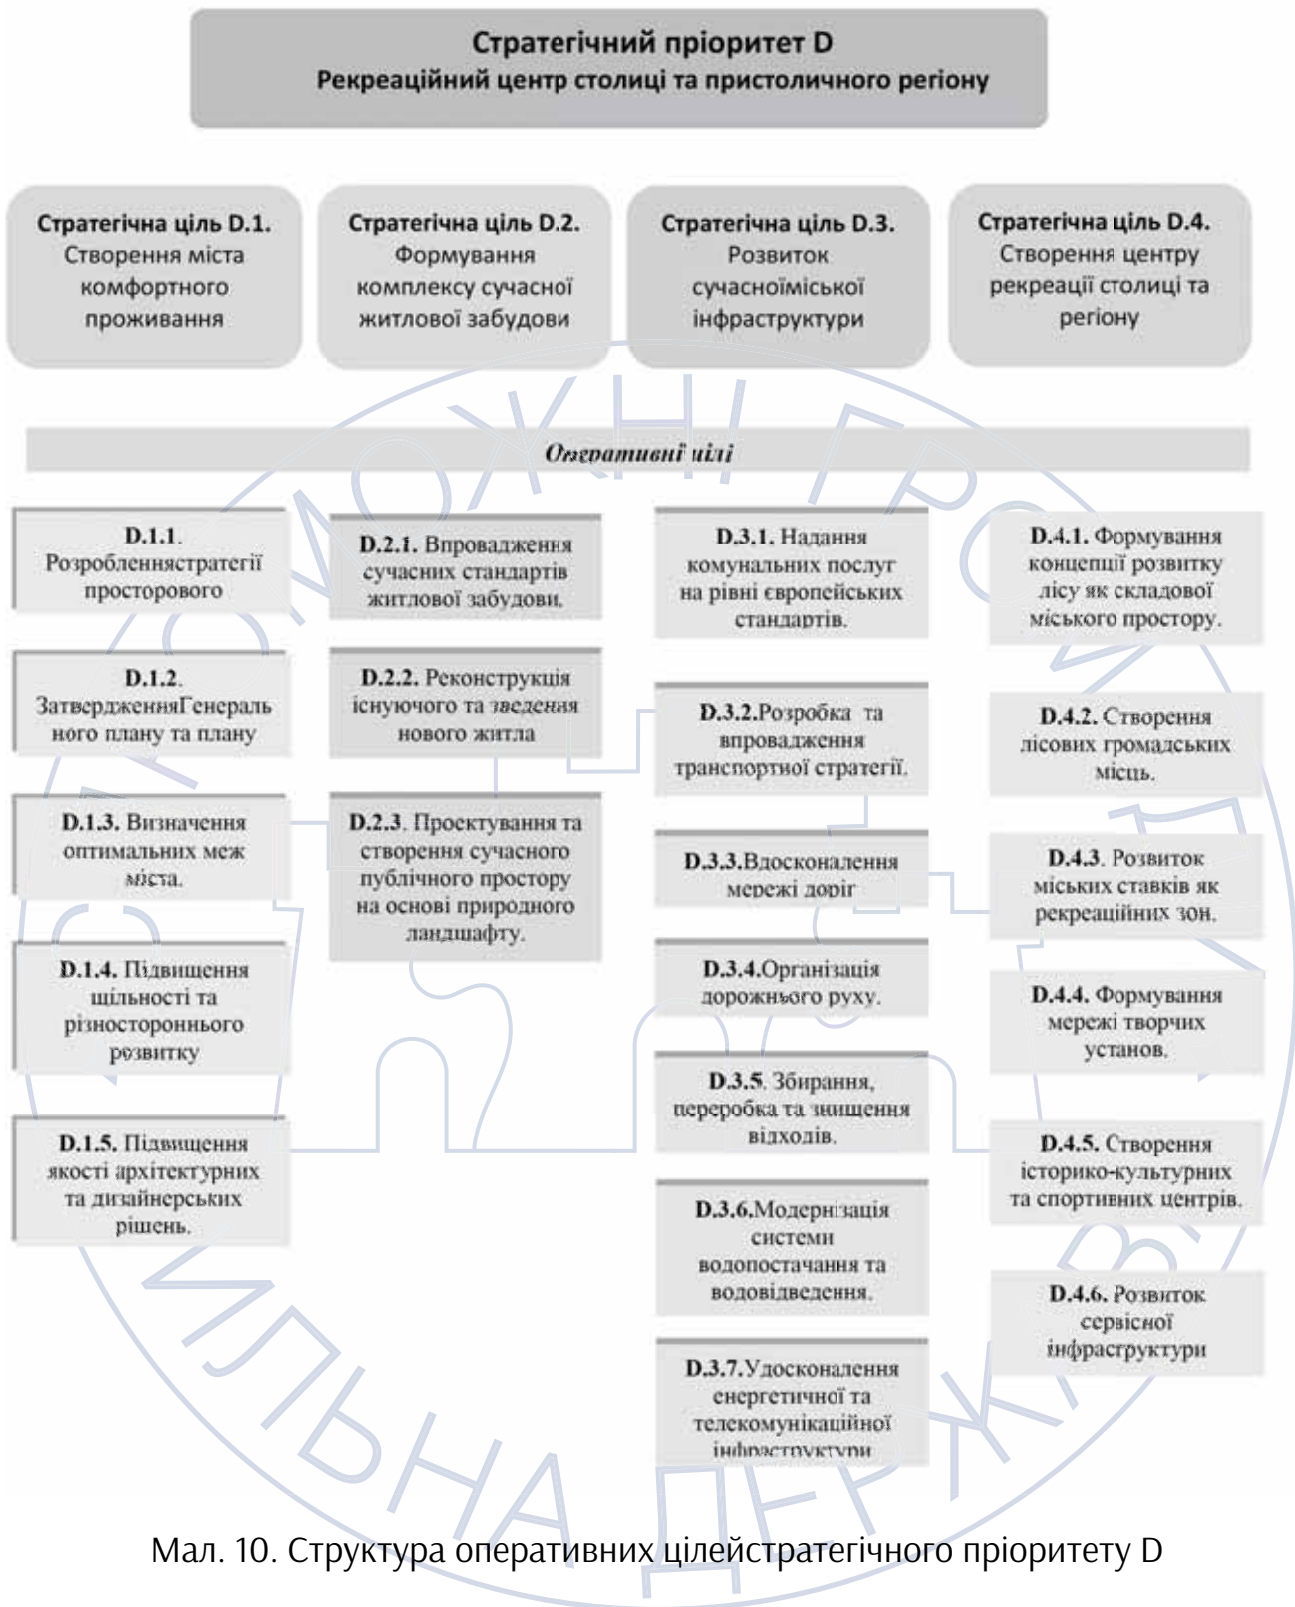 Стратегічний пріоритет D
Рекреаційний центр столиці та пристоличного регіону
Стратегічна ціль D.1.
Створення міста
комфортного
проживання
Стратегічна ціль D.2.
Формування
комплексу сучасної
житлової забудови
Стратегічна ціль D.3.
Розвиток
сучасноїміської
інфраструктури
Стратегічна ціль D.4.
Створення центру
рекреації столиці та
регіону
Оперативні цілі
D.1.1.
Розробленнястратегії
просторового
D.1.2.
ЗатвердженняГенераль
ного плану та плану
D.1.3. Визначення
оптимальних меж
міста.
D.1.4. Підвищення
щільності та
різностороннього
розвитку
D.1.5. Підвищення
якості архітектурних
та дизайнерських
рішень.
D.2.1. Впровадження
сучасних стандартів
житлової забудови.
D.2.2. Реконструкція
існуючого та зведення
нового житла
D.2.3. Проектування та
створення сучасного
публічного простору
на основі природного
ландшафту.
D.3.1. Надання
комунальних послуг
на рівні європейських
стандартів.
D.3.2.Розробка та
впровадження
транспортної стратегії.
D.3.3.Вдосконалення
мережі доріг
D.3.4.Організація
дорожнього руху.
D.3.5. Збирання,
переробка та знищення
відходів.
D.3.6.Модернізація
системи
водопостачання та
водовідведення.
D.3.7.Удосконалення
енергетичної та
телекомунікаційної
інфраструктури
D.4.1. Формування
концепції розвитку
лісу як складової
міського простору.
D.4.2. Створення
лісових громадських
місць.
D.4.3. Розвиток
міських ставків як
рекреаційних зон.
D.4.4. Формування
мережі творчих
установ.
D.4.5. Створення
історико-культурних
та спортивних центрів.
D.4.6. Розвиток
сервісної
інфраструктури
Мал. 10. Структура оперативних цілейстратегічного пріоритету D